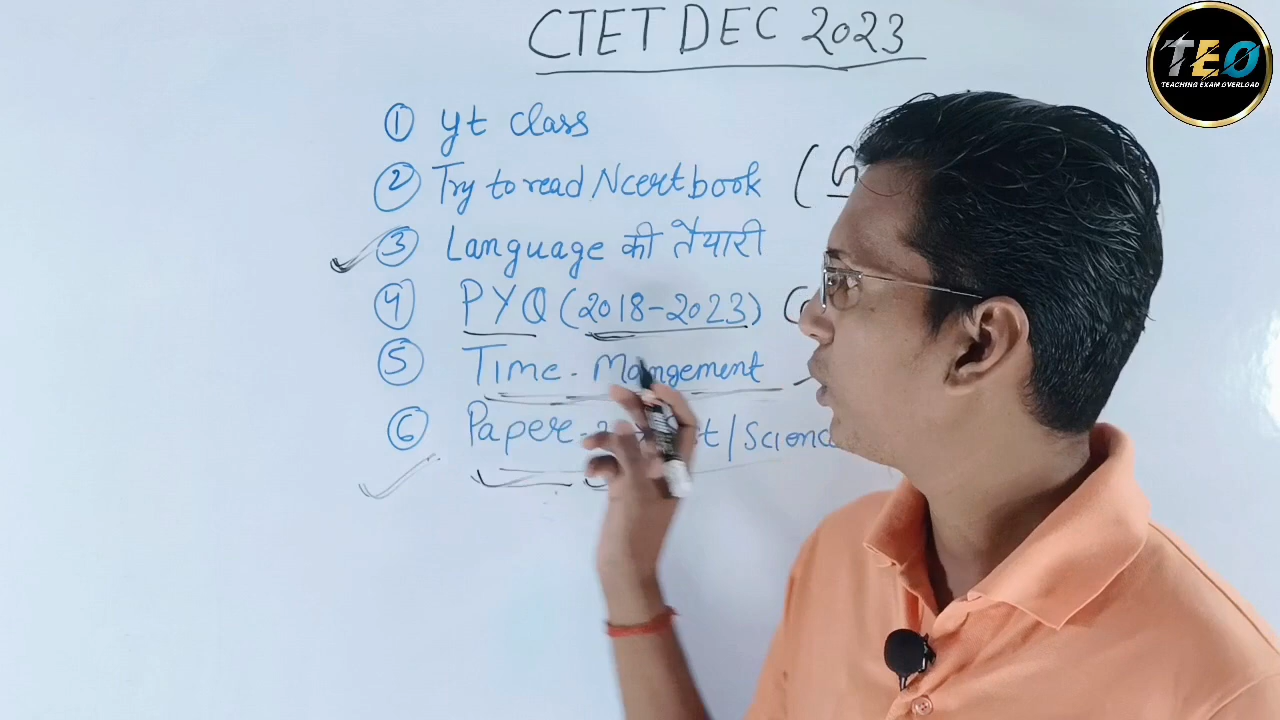 CTET DEC 2023
TEO
TEACHING EXAM OVERLOAD
① yt class
② Try to read Ncert book (
③ Language की तैयारी
④ PYQ (2018-2023) (
⑤ Time - Mangement
⑥ Paper - / Scienc